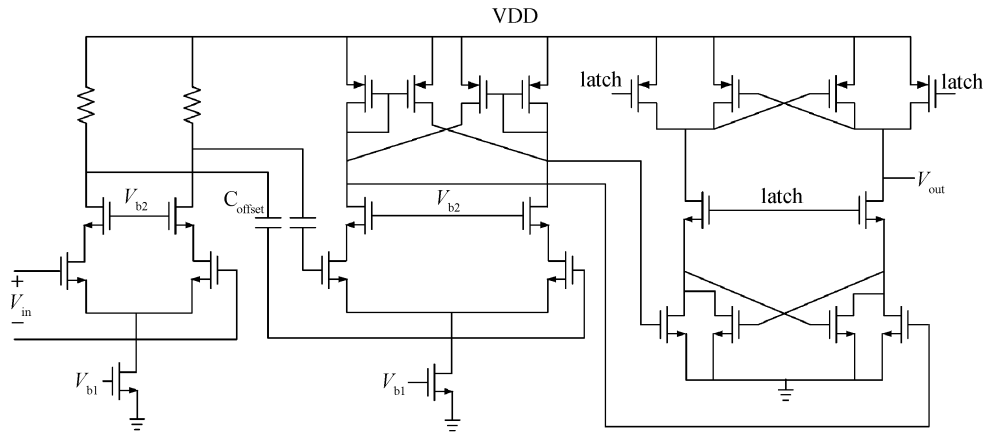 VDD
latch
latch
V_b2
C_offset
V_b2
latch
V_out
+
V_in
−
V_b1
V_b1